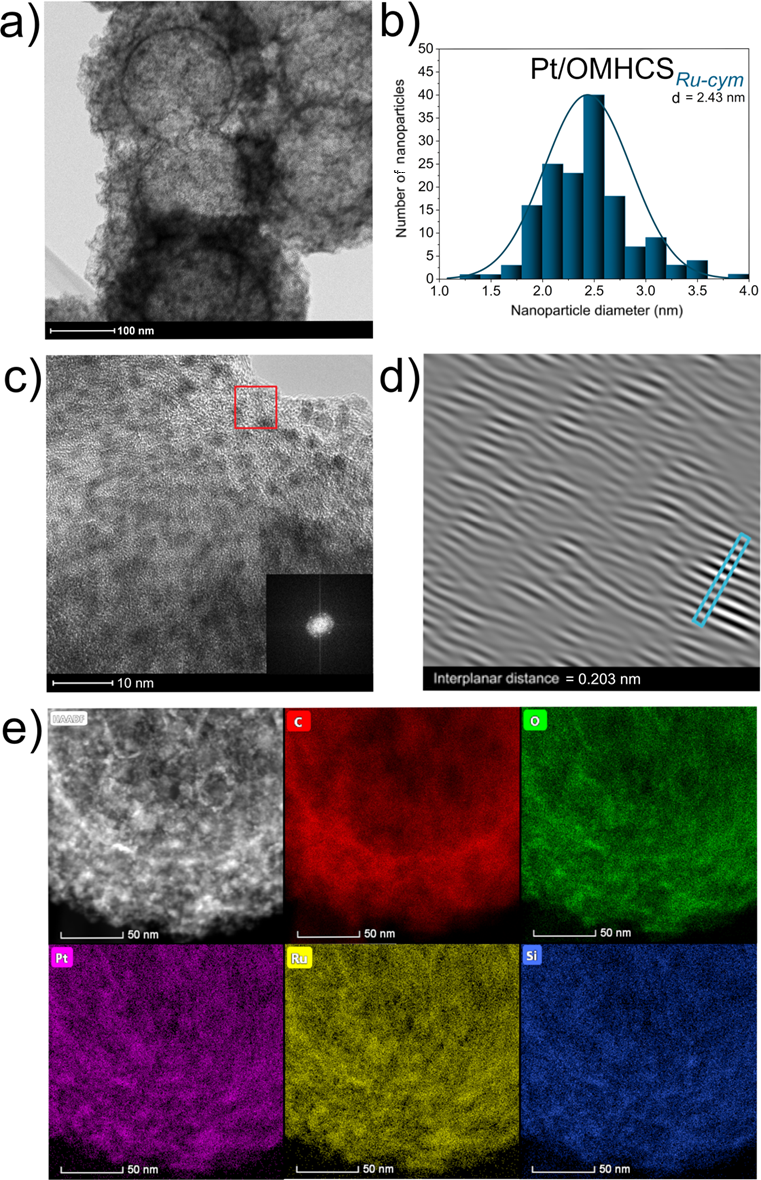 a)
100 nm
b)
Pt/OMHCS Ru-cym
d = 2.43 nm
Number of nanoparticles
50
45
40
35
30
25
20
15
10
5
0
1.0 1.5 2.0 2.5 3.0 3.5 4.0
Nanoparticle diameter (nm)
c)
10 nm
d)
Interplanar distance = 0.203 nm
e)
HAADF
50 nm
C
50 nm
O
50 nm
Pt
50 nm
Ru
50 nm
Si
50 nm